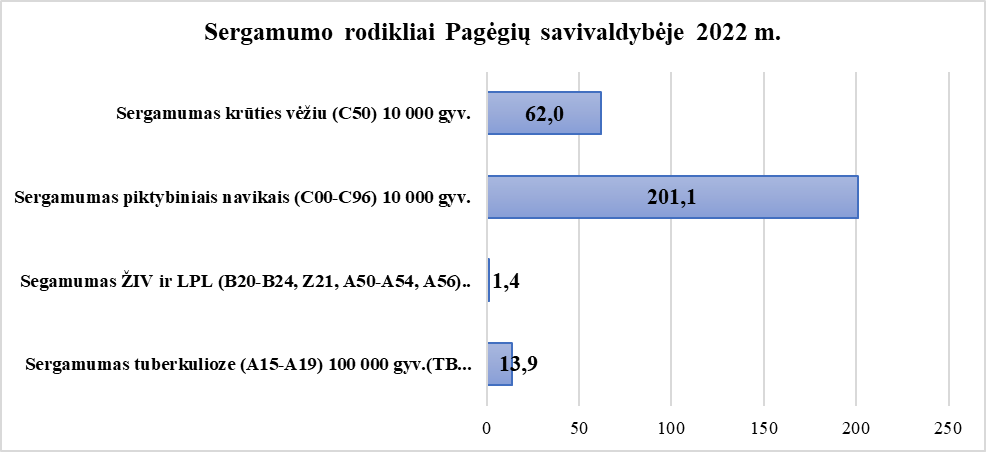 Sergamumo rodikliai Pagėgių savivaldybėje 2022 m.
Sergamumas krūties vėžiu (C50) 10 000 gyv.
62,0
Sergamumas piktybiniais navikais (C00-C96) 10 000 gyv.
201,1
Segamumas ŽIV ir LPL (B20-B24, Z21, A50-A54, A56)..
1,4
Sergamumas tuberkulioze (A15-A19) 100 000 gyv.(TB...
13,9
0 50 100 150 200 250